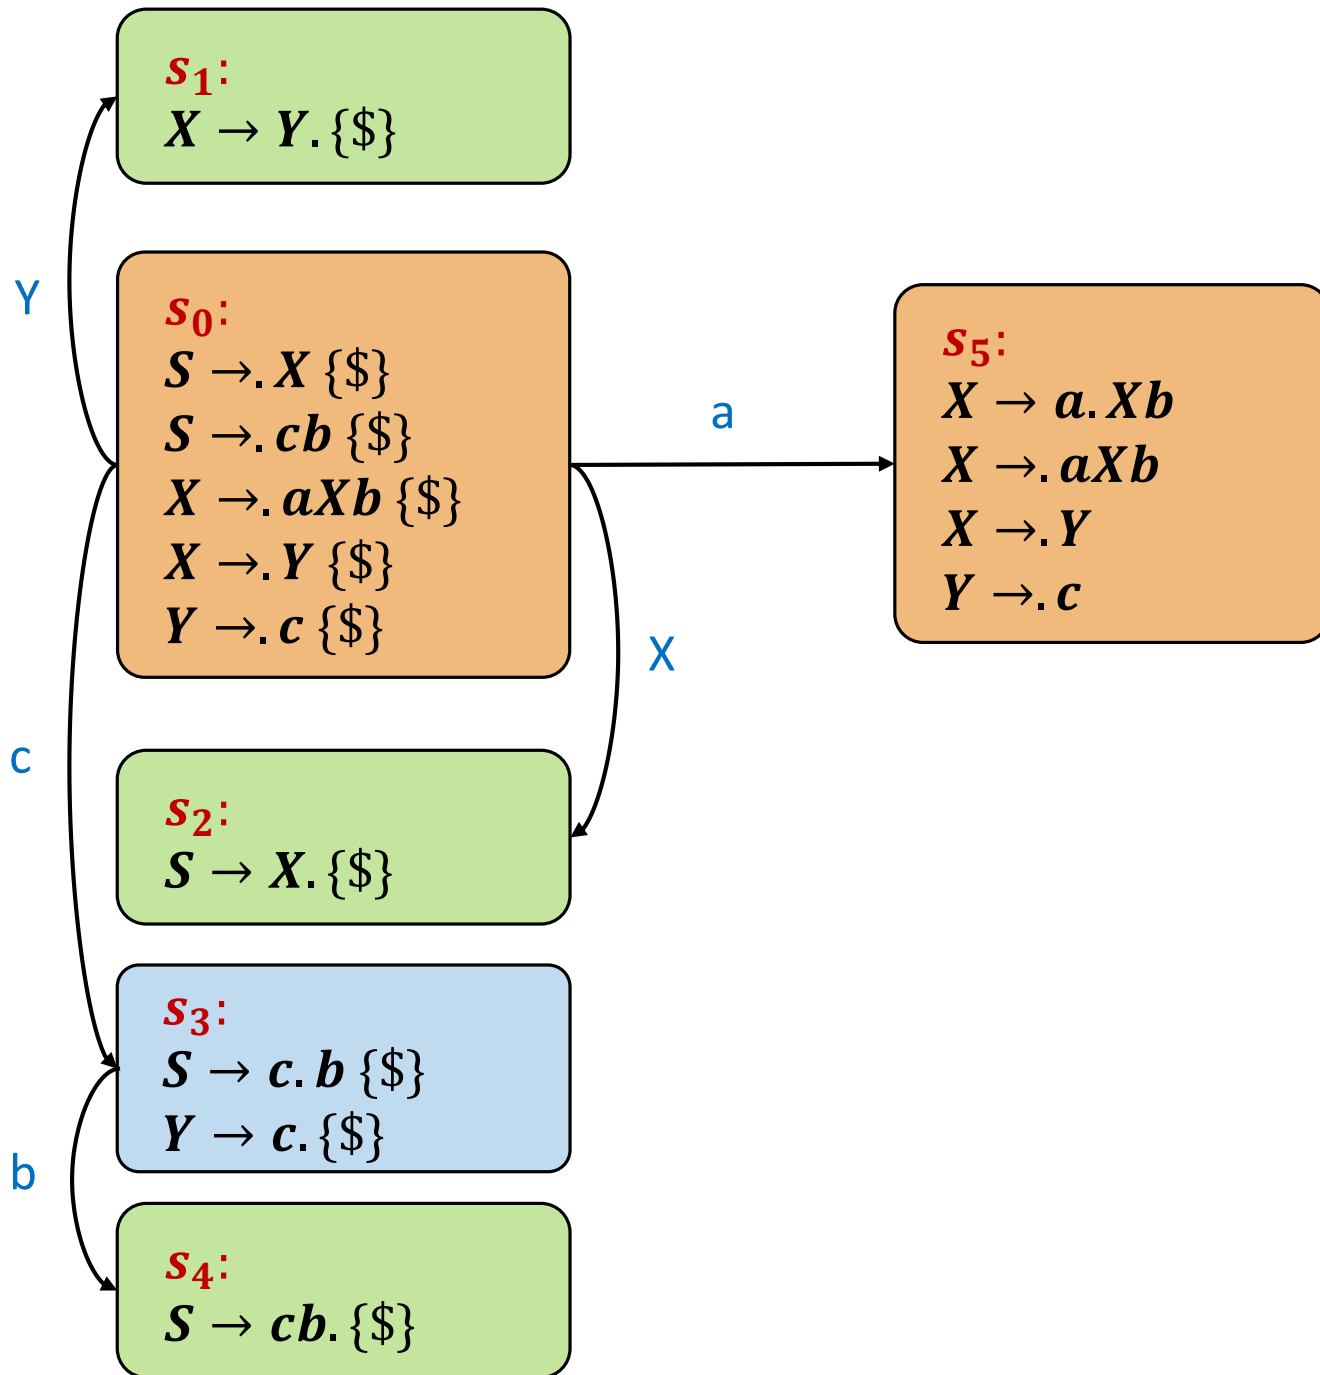 s₁:
X → Y. {$}
Y
s₀:
S →. X {$}
S →. cb {$}
X →. aXb {$}
X →. Y {$}
Y →. c {$}
a
s₅:
X → a. Xb
X →. aXb
X →. Y
Y →. c
X
c
s₂:
S → X. {$}
s₃:
S → c. b {$}
Y → c. {$}
b
s₄:
S → cb. {$}